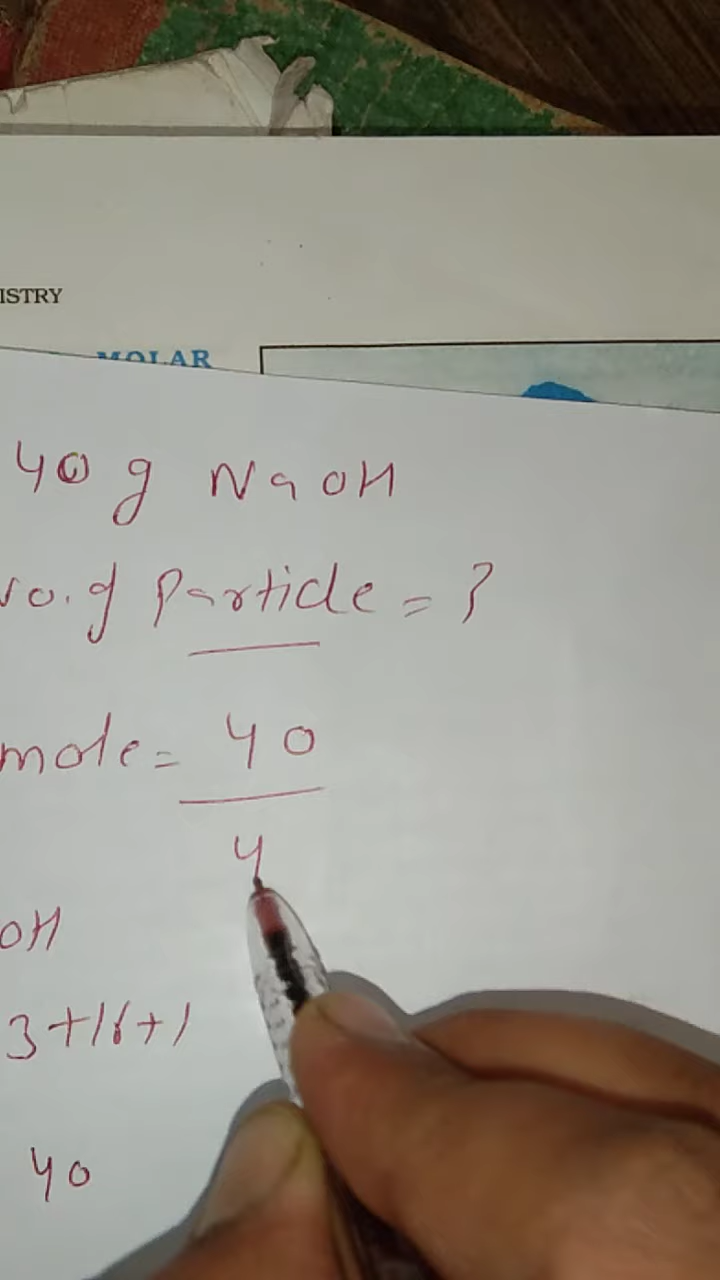 ISTRY
MOLAR
40 g NaOH
No. of Particle = ?
mole = 40
4
OH
3+16+1
40